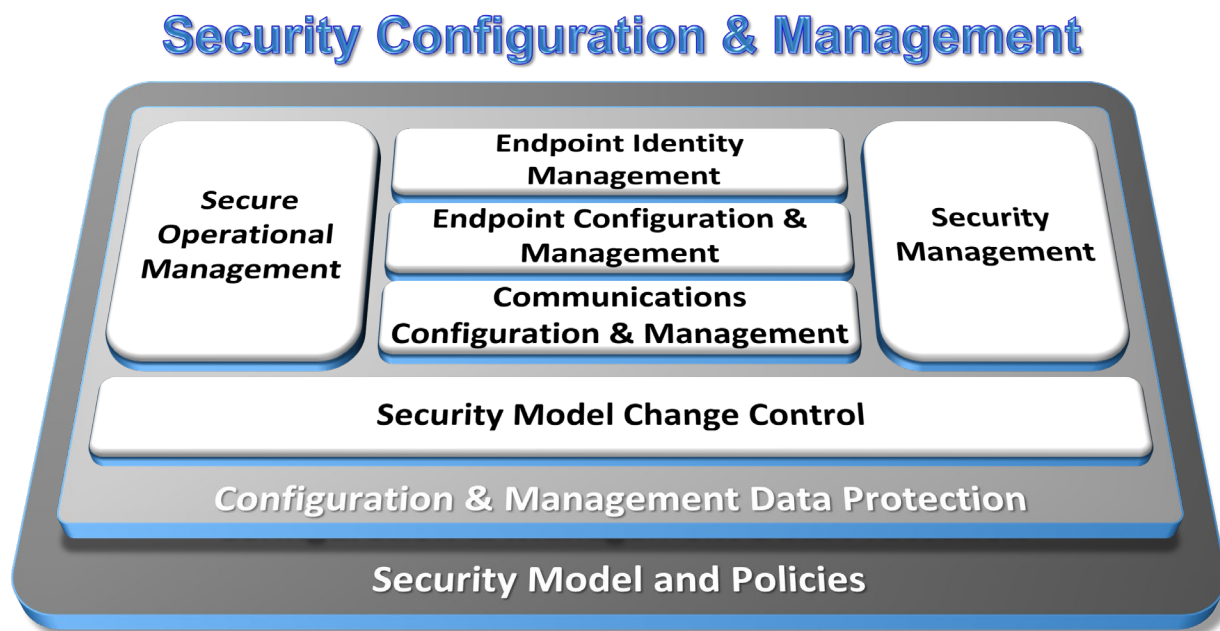 Security Configuration & Management
Secure
Operational
Management
Endpoint Identity
Management
Endpoint Configuration &
Management
Communications
Configuration & Management
Security
Management
Security Model Change Control
Configuration & Management Data Protection
Security Model and Policies